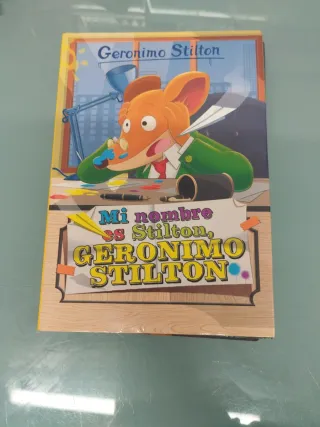 Geronimo Stilton
Mi nombre
es Stilton,
GERONIMO
STILTON